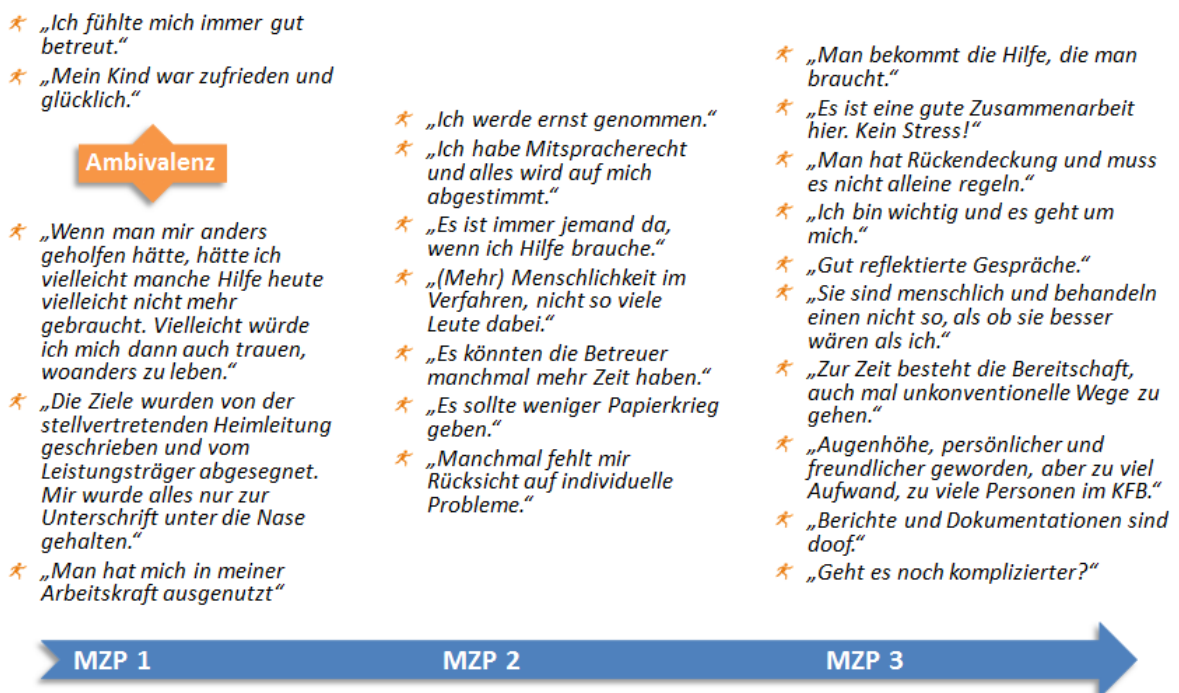 „Ich fühlte mich immer gut
betreut.“
„Mein Kind war zufrieden und
glücklich.“
Ambivalenz
„Wenn man mir anders
geholfen hätte, hätte ich
vielleicht manche Hilfe heute
vielleicht nicht mehr
gebraucht. Vielleicht würde
ich mich dann auch trauen,
woanders zu leben.“
„Die Ziele wurden von der
stellvertretenden Heimleitung
geschrieben und vom
Leistungsträger abgesegnet.
Mir wurde alles nur zur
Unterschrift unter die Nase
gehalten.“
„Man hat mich in meiner
Arbeitskraft ausgenutzt“
„Ich werde ernst genommen.“
„Ich habe Mitspracherecht
und alles wird auf mich
abgestimmt.“
„Es ist immer jemand da,
wenn ich Hilfe brauche.“
„(Mehr) Menschlichkeit im
Verfahren, nicht so viele
Leute dabei.“
„Es könnten die Betreuer
manchmal mehr Zeit haben.“
„Es sollte weniger Papierkrieg
geben.“
„Manchmal fehlt mir
Rücksicht auf individuelle
Probleme.“
„Man bekommt die Hilfe, die man
braucht.“
„Es ist eine gute Zusammenarbeit
hier. Kein Stress!“
„Man hat Rückendeckung und muss
es nicht alleine regeln.“
„Ich bin wichtig und es geht um
mich.“
„Gut reflektierte Gespräche.“
„Sie sind menschlich und behandeln
einen nicht so, als ob sie besser
wären als ich.“
„Zur Zeit besteht die Bereitschaft,
auch mal unkonventionelle Wege zu
gehen.“
„Augenhöhe, persönlicher und
freundlicher geworden, aber zu viel
Aufwand, zu viele Personen im KFB.“
„Berichte und Dokumentationen sind
doof.“
„Geht es noch komplizierter?“
MZP 1
MZP 2
MZP 3